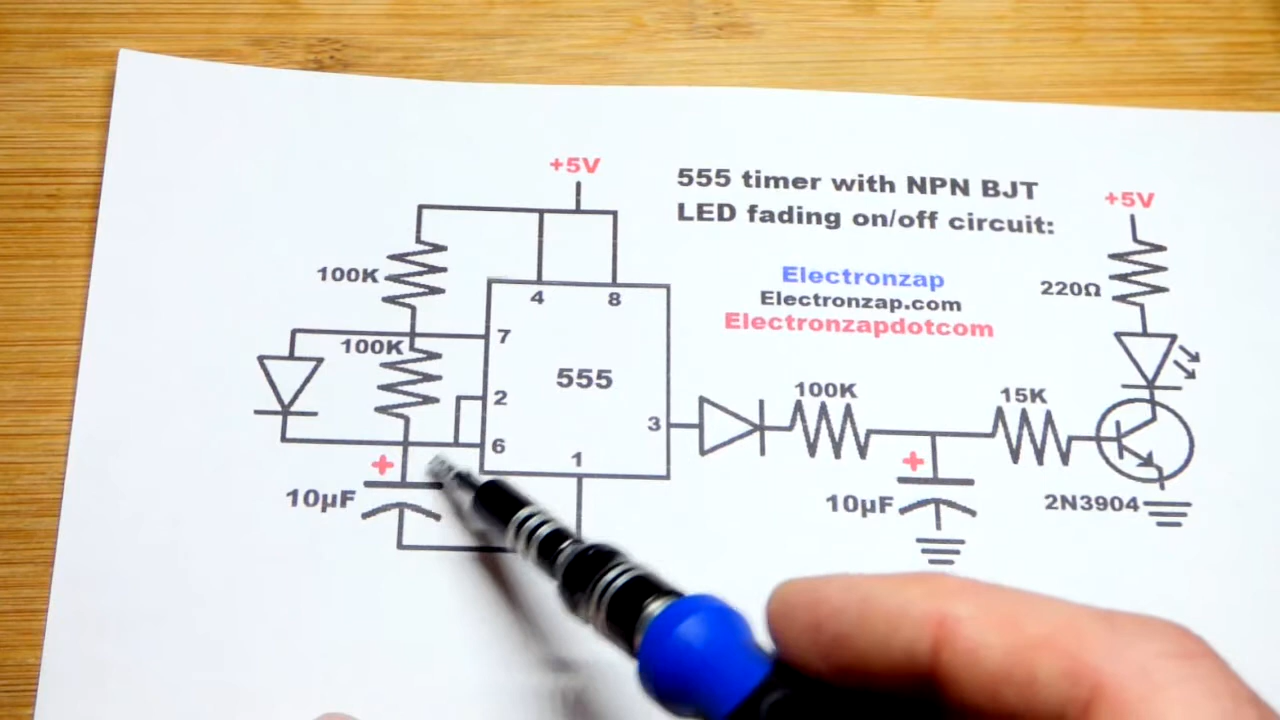 +5V
555 timer with NPN BJT
LED fading on/off circuit:
+5V
Electronzap
Electronzap.com
Electronzapdotcom
100K
4
8
220Ω
7
100K
555
2
3
100K
15K
6
1
+
+
10µF
10µF
2N3904